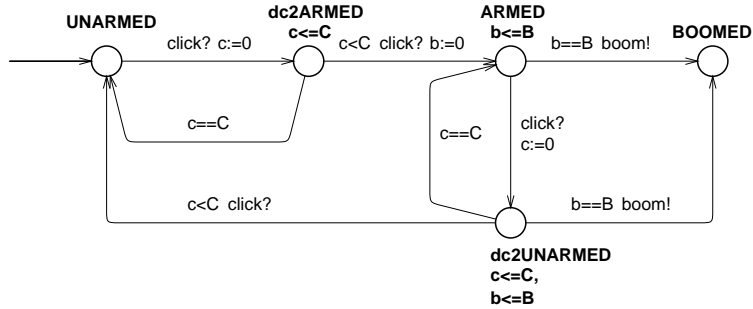 UNARMED
dc2ARMED
c<=C
ARMED
b<=B
BOOMED
click? c:=0
c<C click? b:=0
b==B boom!
c==C
c==C
click?
c:=0
c<C click?
b==B boom!
dc2UNARMED
c<=C,
b<=B